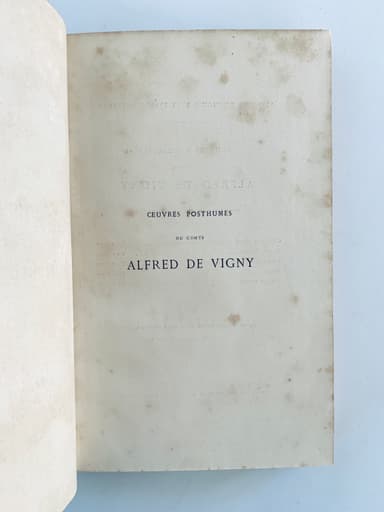 ŒUVRES POSTHUMES
DU COMTE
ALFRED DE VIGNY